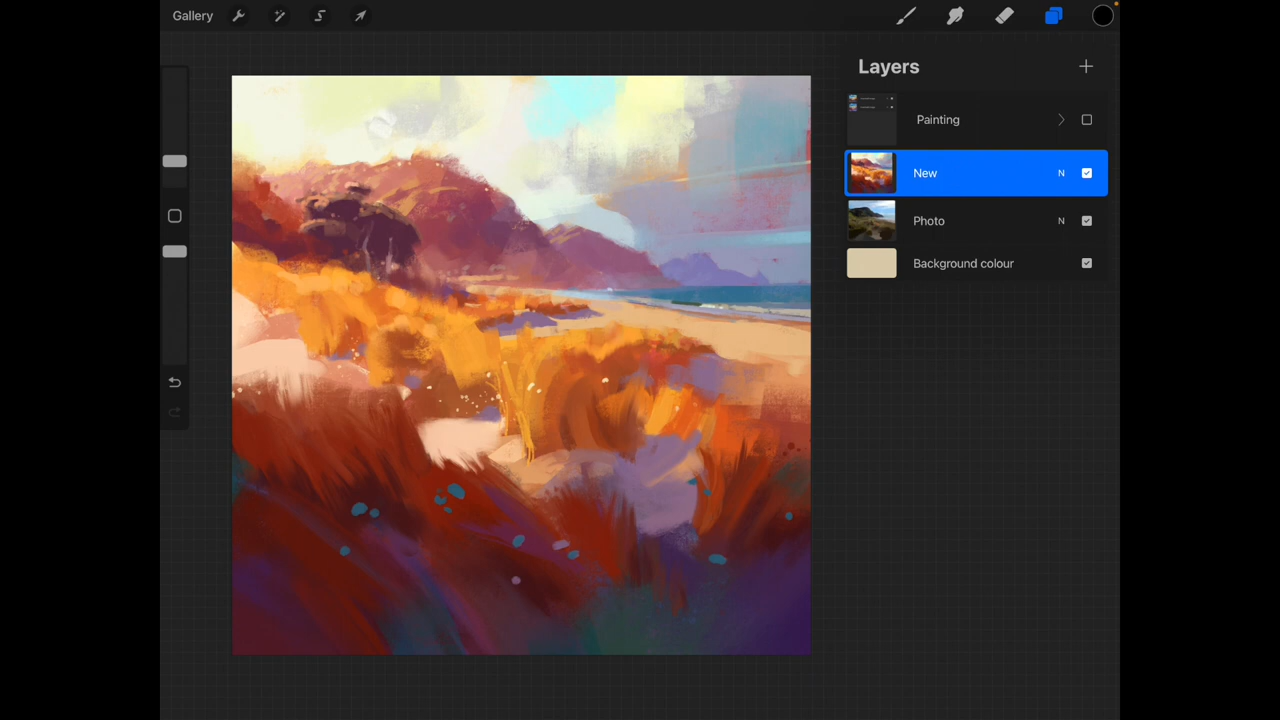 Gallery
Layers
Painting
New N
Photo N
Background colour